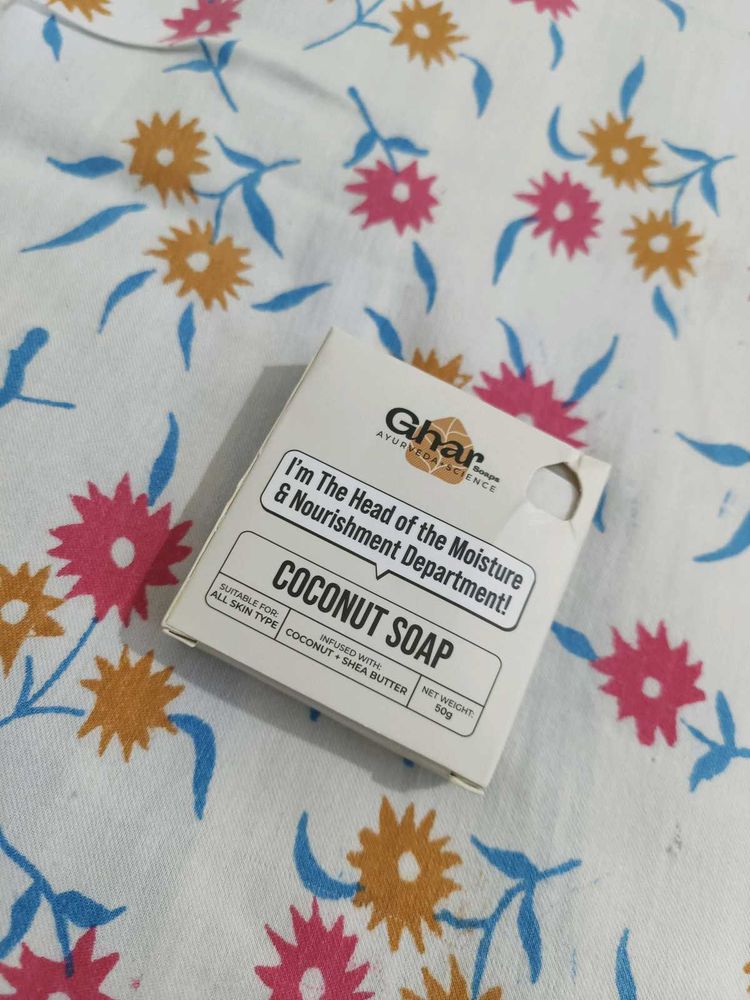 Ghar
Soaps
AYURVEDA+SCIENCE
I'm The Head of the Moisture
& Nourishment Department!
COCONUT SOAP
SUITABLE FOR:
ALL SKIN TYPE
INFUSED WITH:
COCONUT + SHEA BUTTER
NET WEIGHT:
50g